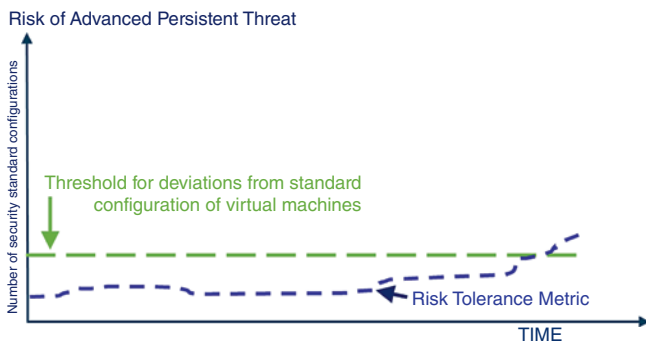 Risk of Advanced Persistent Threat
Number of security standard configurations
Threshold for deviations from standard
configuration of virtual machines
Risk Tolerance Metric
TIME